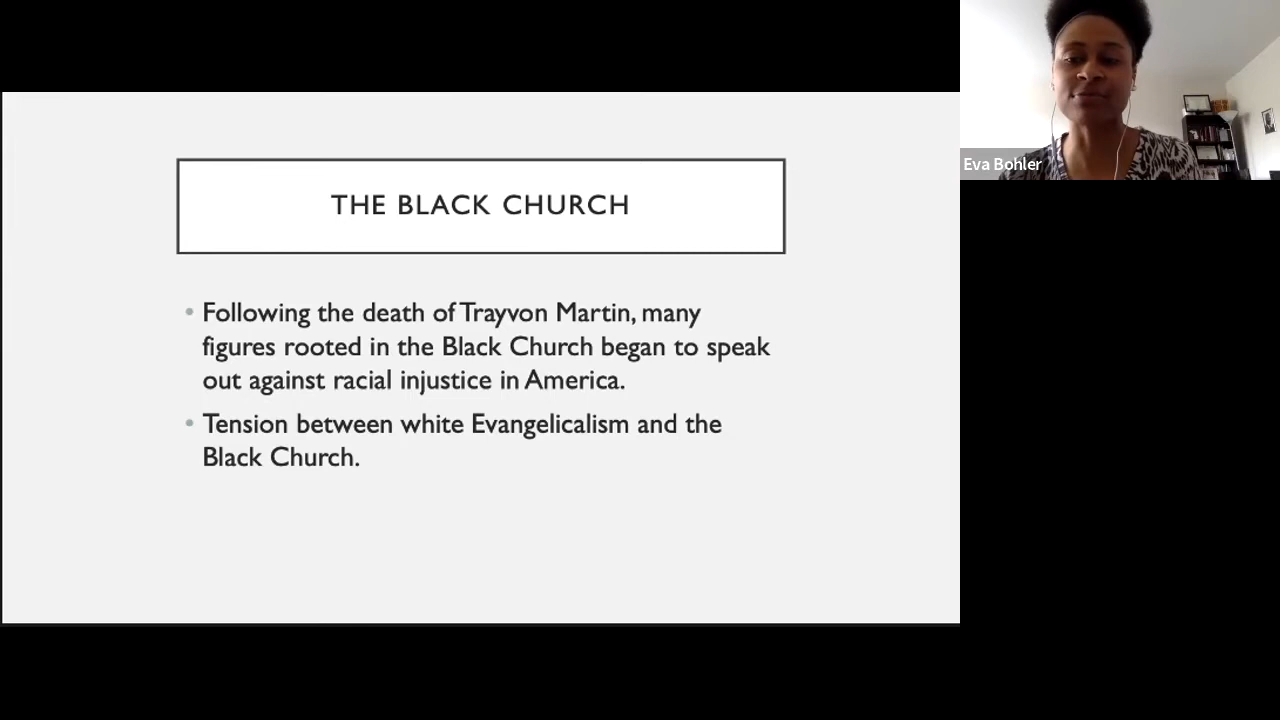 THE BLACK CHURCH
• Following the death of Trayvon Martin, many
figures rooted in the Black Church began to speak
out against racial injustice in America.
• Tension between white Evangelicalism and the
Black Church.
Eva Bohler